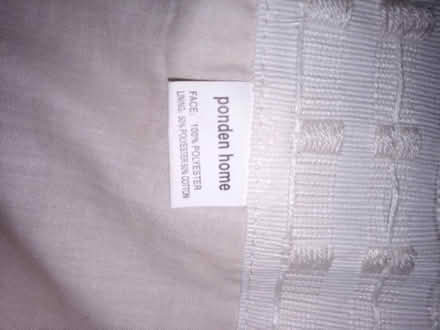 ponden home
FACE: 100% POLYESTER
LINING: 50% POLYESTER 50% COTTON